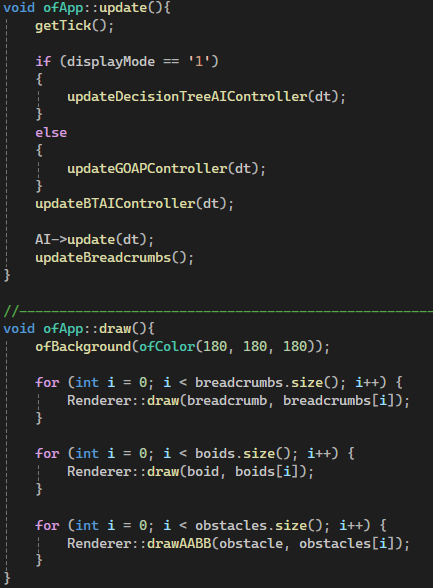 void ofApp::update(){
    getTick();

    if (displayMode == '1')
    {
        updateDecisionTreeAIController(dt);
    }
    else
    {
        updateGOAPController(dt);
    }
    updateBTAIController(dt);

    AI->update(dt);
    updateBreadcrumbs();
}

//--------------------------------------------------
void ofApp::draw(){
    ofBackground(ofColor(180, 180, 180));

    for (int i = 0; i < breadcrumbs.size(); i++) {
        Renderer::draw(breadcrumb, breadcrumbs[i]);
    }

    for (int i = 0; i < boids.size(); i++) {
        Renderer::draw(boid, boids[i]);
    }

    for (int i = 0; i < obstacles.size(); i++) {
        Renderer::drawAABB(obstacle, obstacles[i]);
    }
}